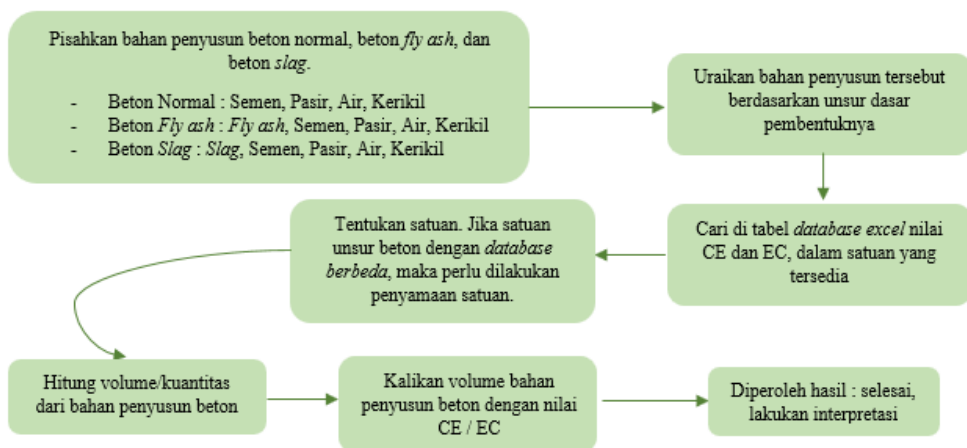 Pisahkan bahan penyusun beton normal, beton fly ash, dan
beton slag.
- Beton Normal : Semen, Pasir, Air, Kerikil
- Beton Fly ash : Fly ash, Semen, Pasir, Air, Kerikil
- Beton Slag : Slag, Semen, Pasir, Air, Kerikil
Uraikan bahan penyusun tersebut
berdasarkan unsur dasar
pembentuknya
Cari di tabel database excel nilai
CE dan EC, dalam satuan yang
tersedia
Tentukan satuan. Jika satuan
unsur beton dengan database
berbeda, maka perlu dilakukan
penyamaan satuan.
Hitung volume/kuantitas
dari bahan penyusun beton
Kalikan volume bahan
penyusun beton dengan nilai
CE / EC
Diperoleh hasil : selesai,
lakukan interpretasi